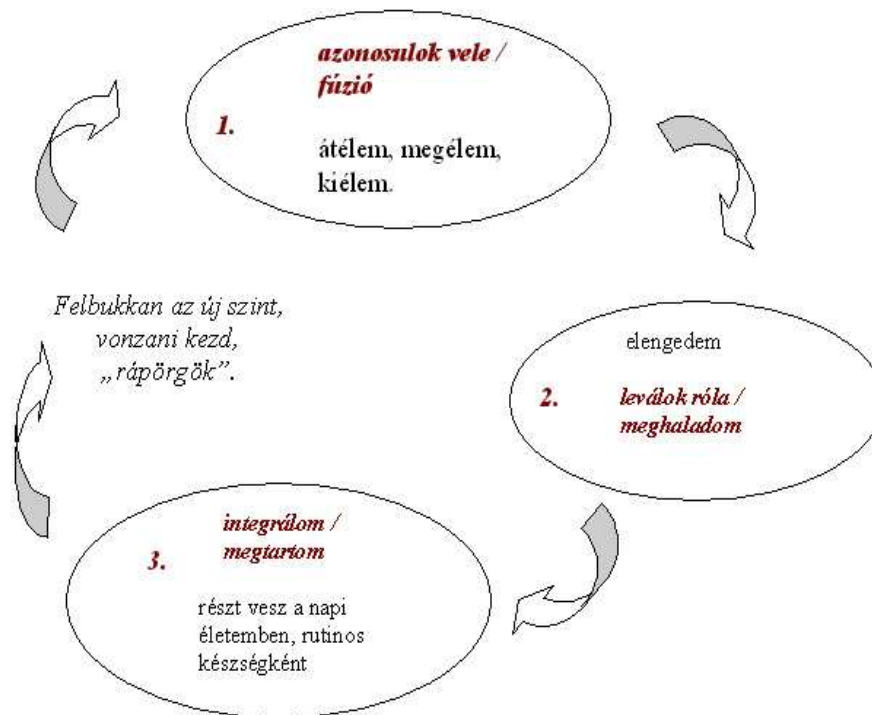 azonosulok vele /
fúzió
1.
átélem, megélem,
kiélem.
Felbukkan az új szint,
vonzani kezd,
„rápörgök”.
elengedem
2.
leválok róla /
meghaladom
integrálom /
megtartom
3.
részt vesz a napi
életemben, rutinos
készségként